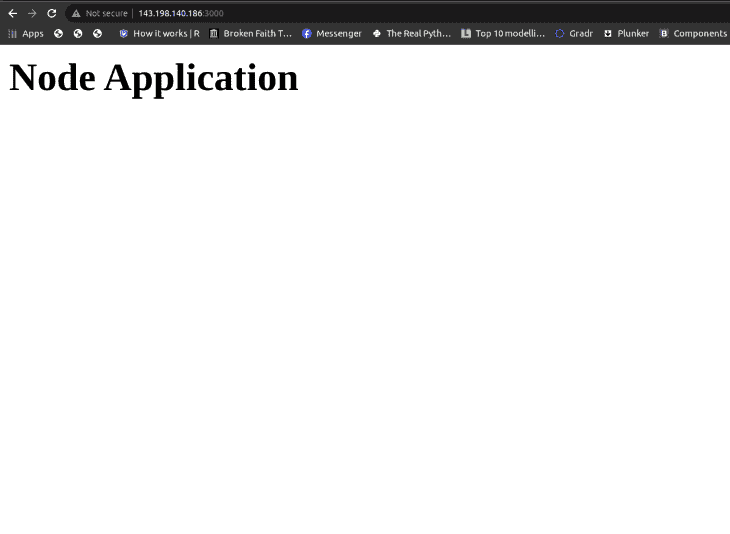 Not secure | 143.198.140.186:3000
Apps How it works | R Broken Faith T... Messenger The Real Pyth... Top 10 modelli... Gradr Plunker Components
Node Application